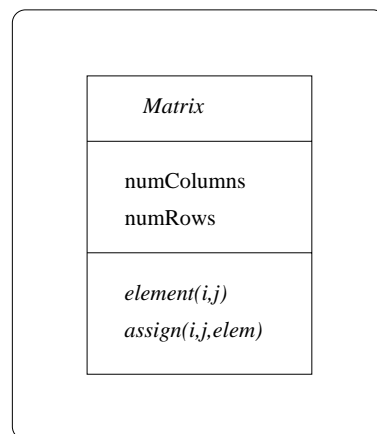 Matrix
numColumns
numRows
element(i,j)
assign(i,j,elem)